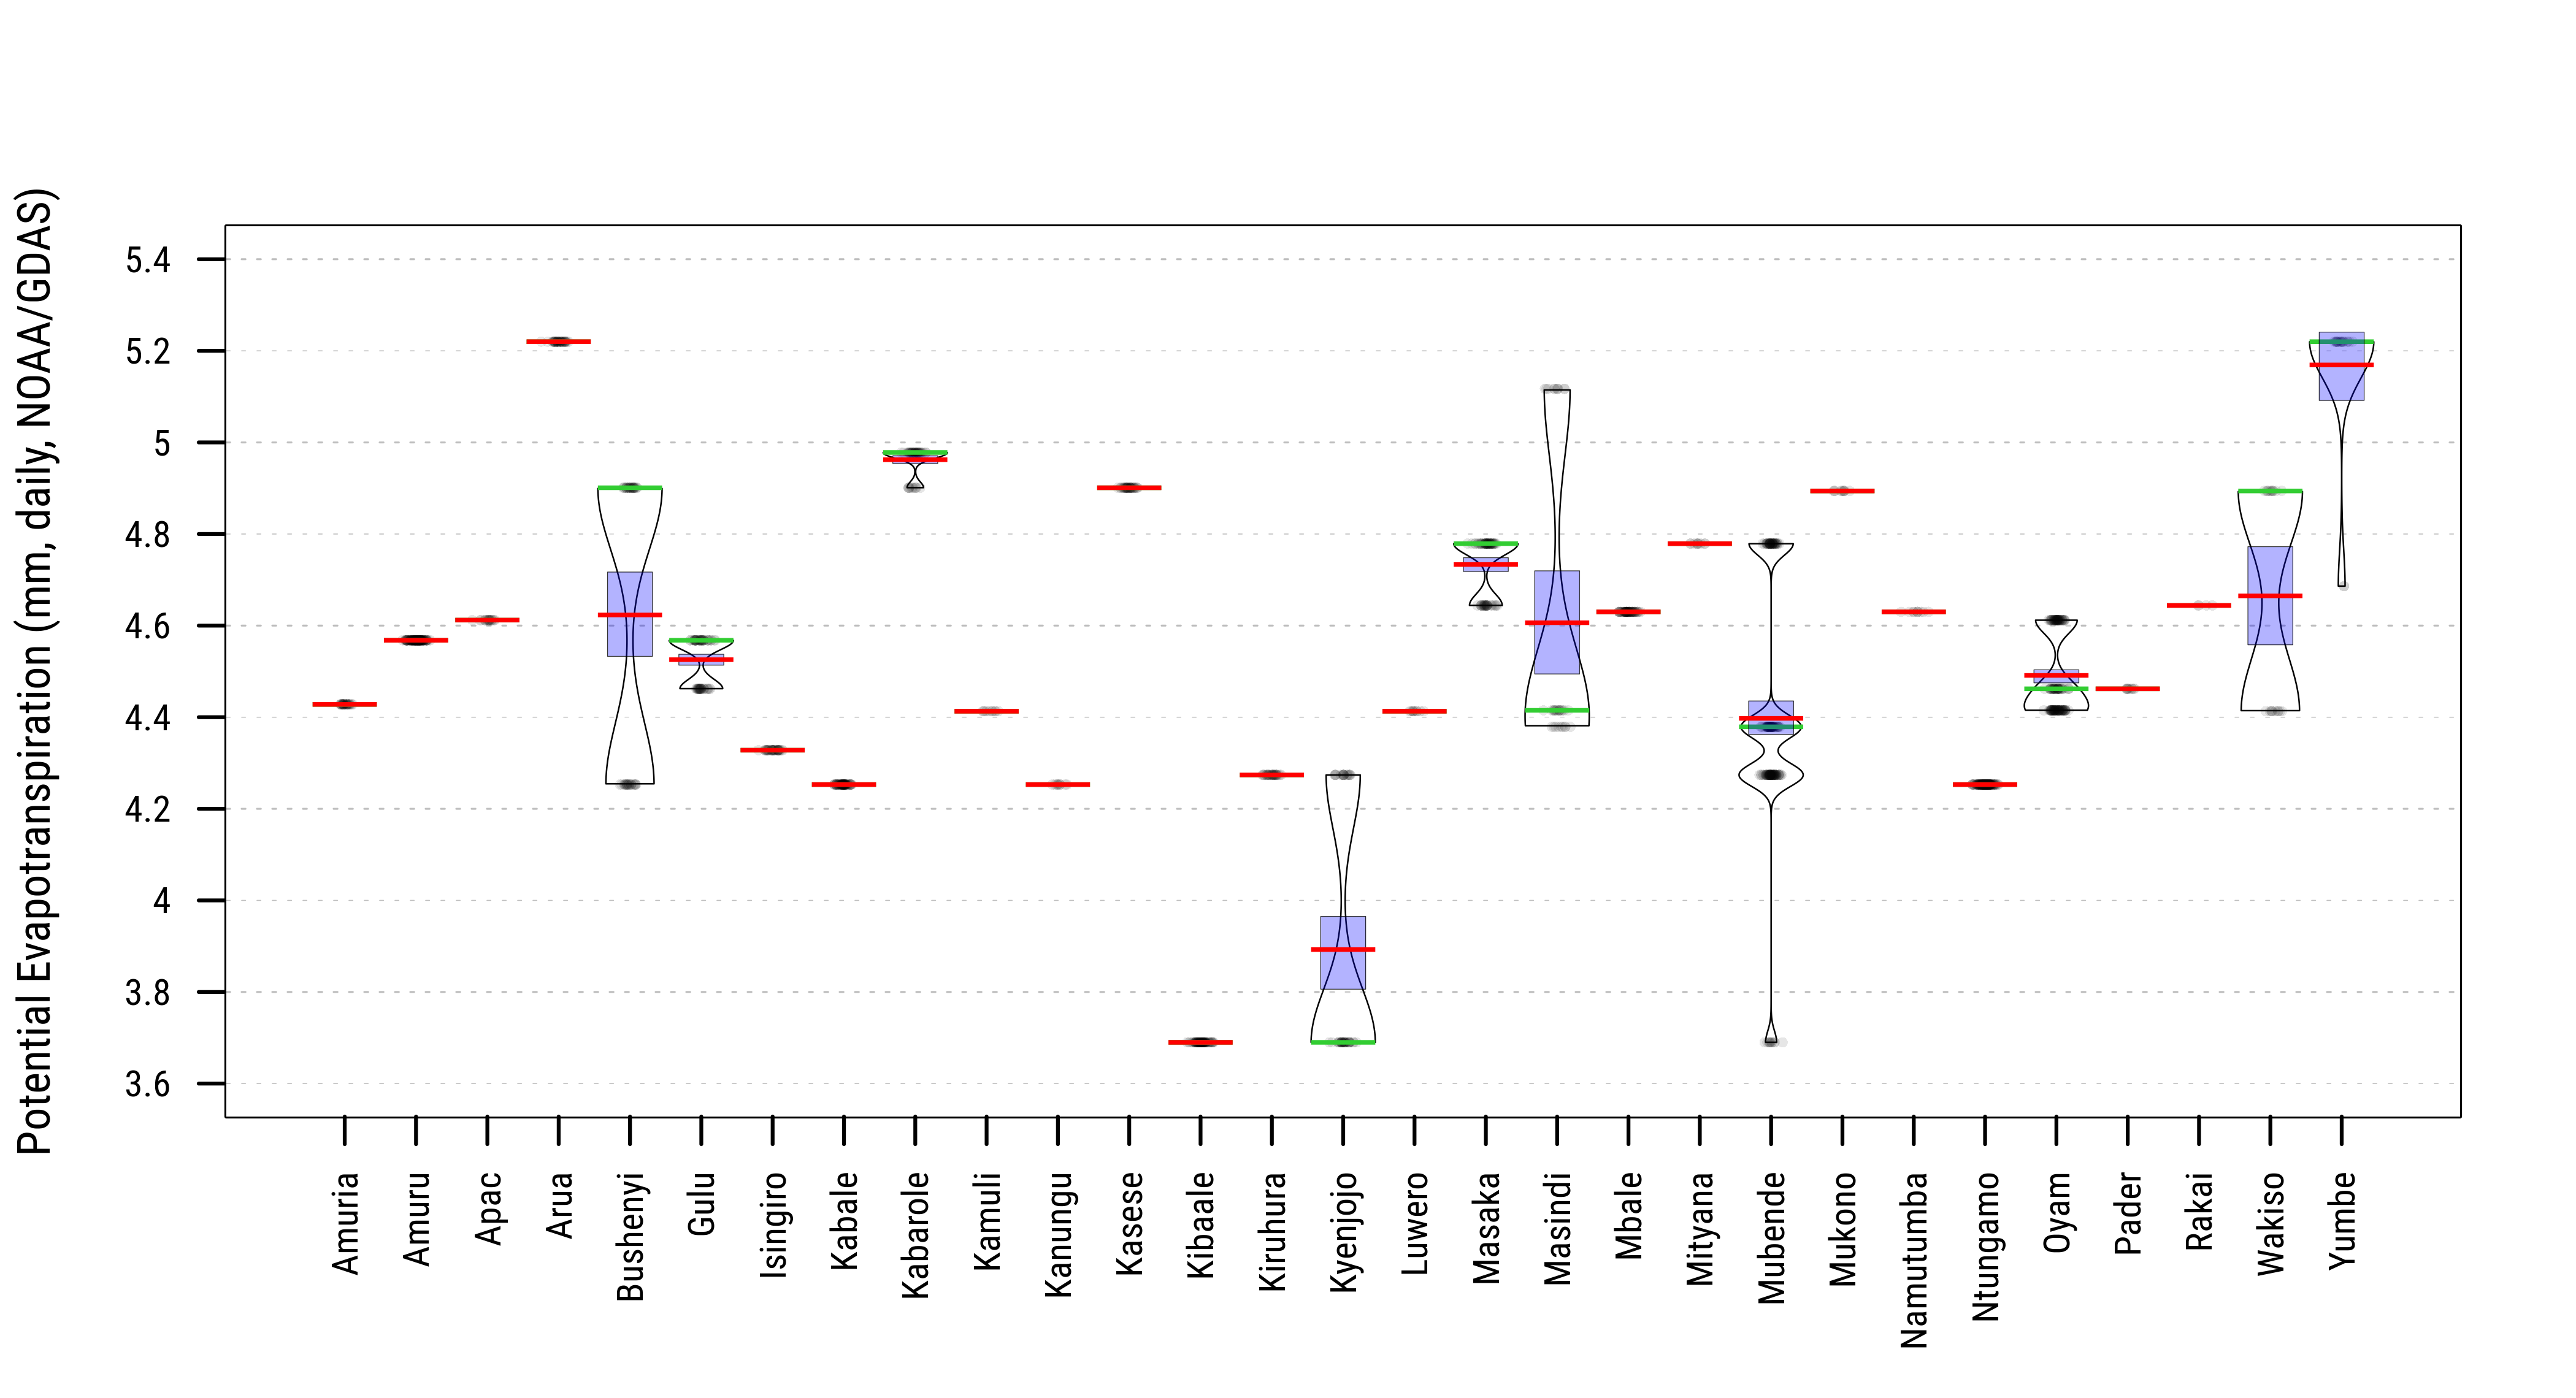 Potential Evapotranspiration (mm, daily, NOAA/GDAS)
5.4
5.2
5
4.8
4.6
4.4
4.2
4
3.8
3.6
Amuria
Amuru
Apac
Arua
Bushenyi
Gulu
Isingiro
Kabale
Kabarole
Kamuli
Kanungu
Kasese
Kibaale
Kiruhura
Kyenjojo
Luwero
Masaka
Masindi
Mbale
Mityana
Mubende
Mukono
Namutumba
Ntungamo
Oyam
Pader
Rakai
Wakiso
Yumbe